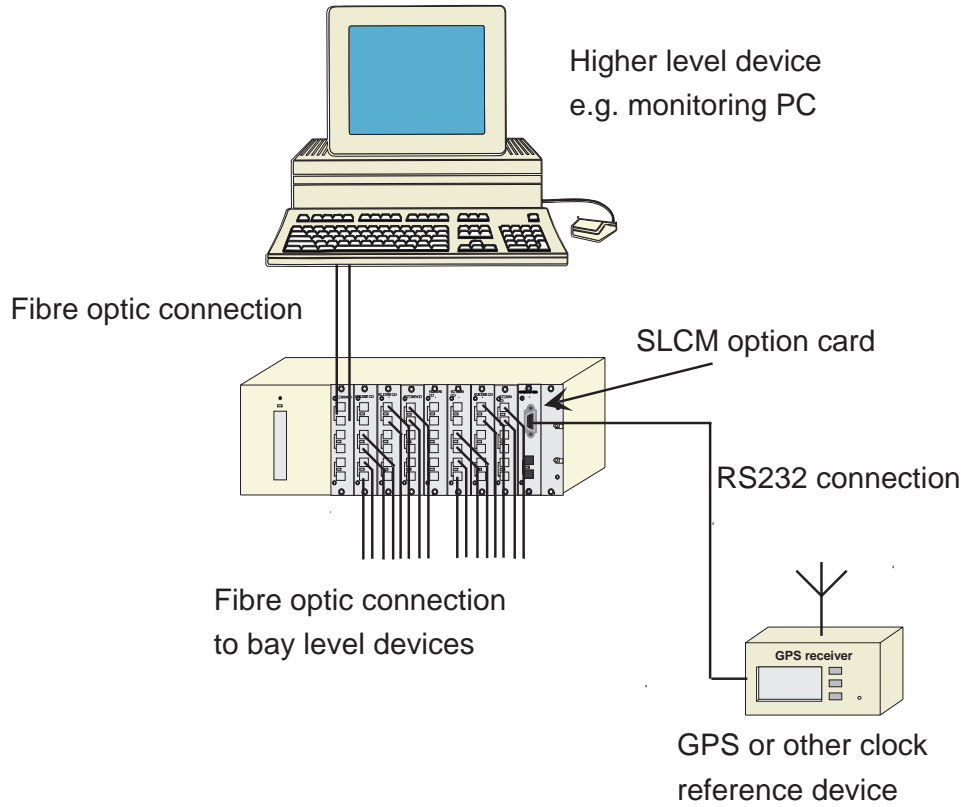 Higher level device
e.g. monitoring PC
Fibre optic connection
SLCM option card
RS232 connection
Fibre optic connection
to bay level devices
GPS receiver
GPS or other clock
reference device